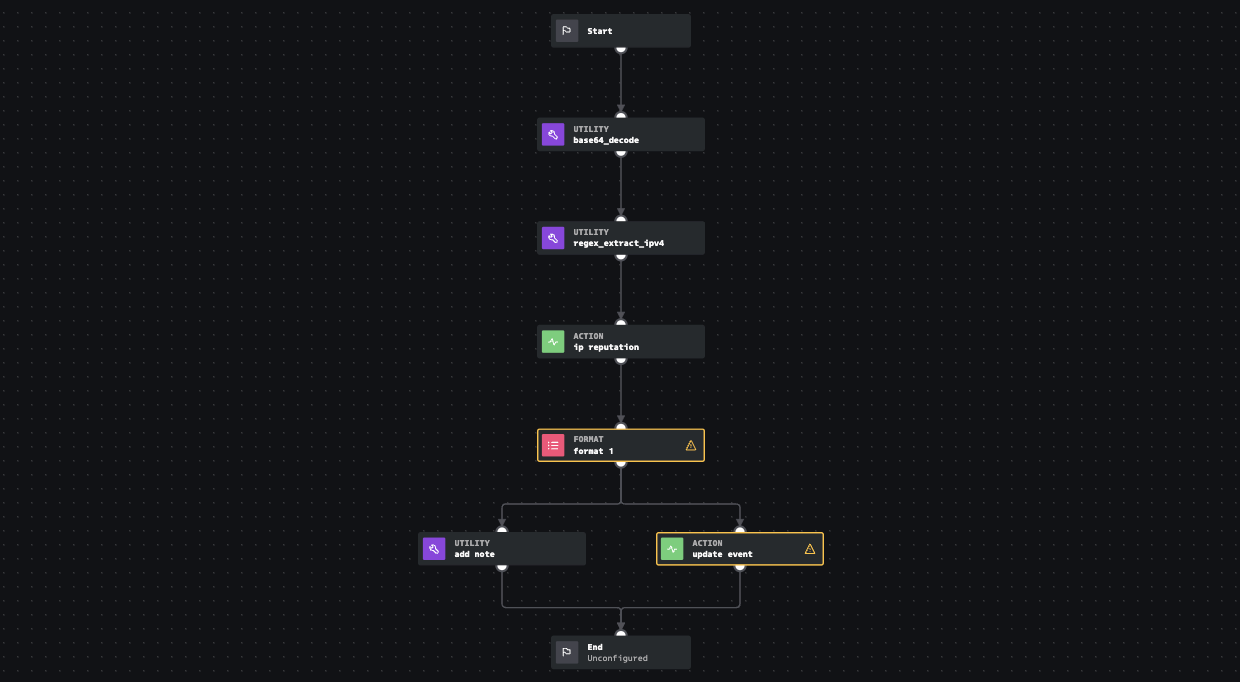 Start
UTILITY
base64_decode
UTILITY
regex_extract_ipv4
ACTION
ip reputation
FORMAT
format 1
UTILITY
add note
ACTION
update event
End
Unconfigured